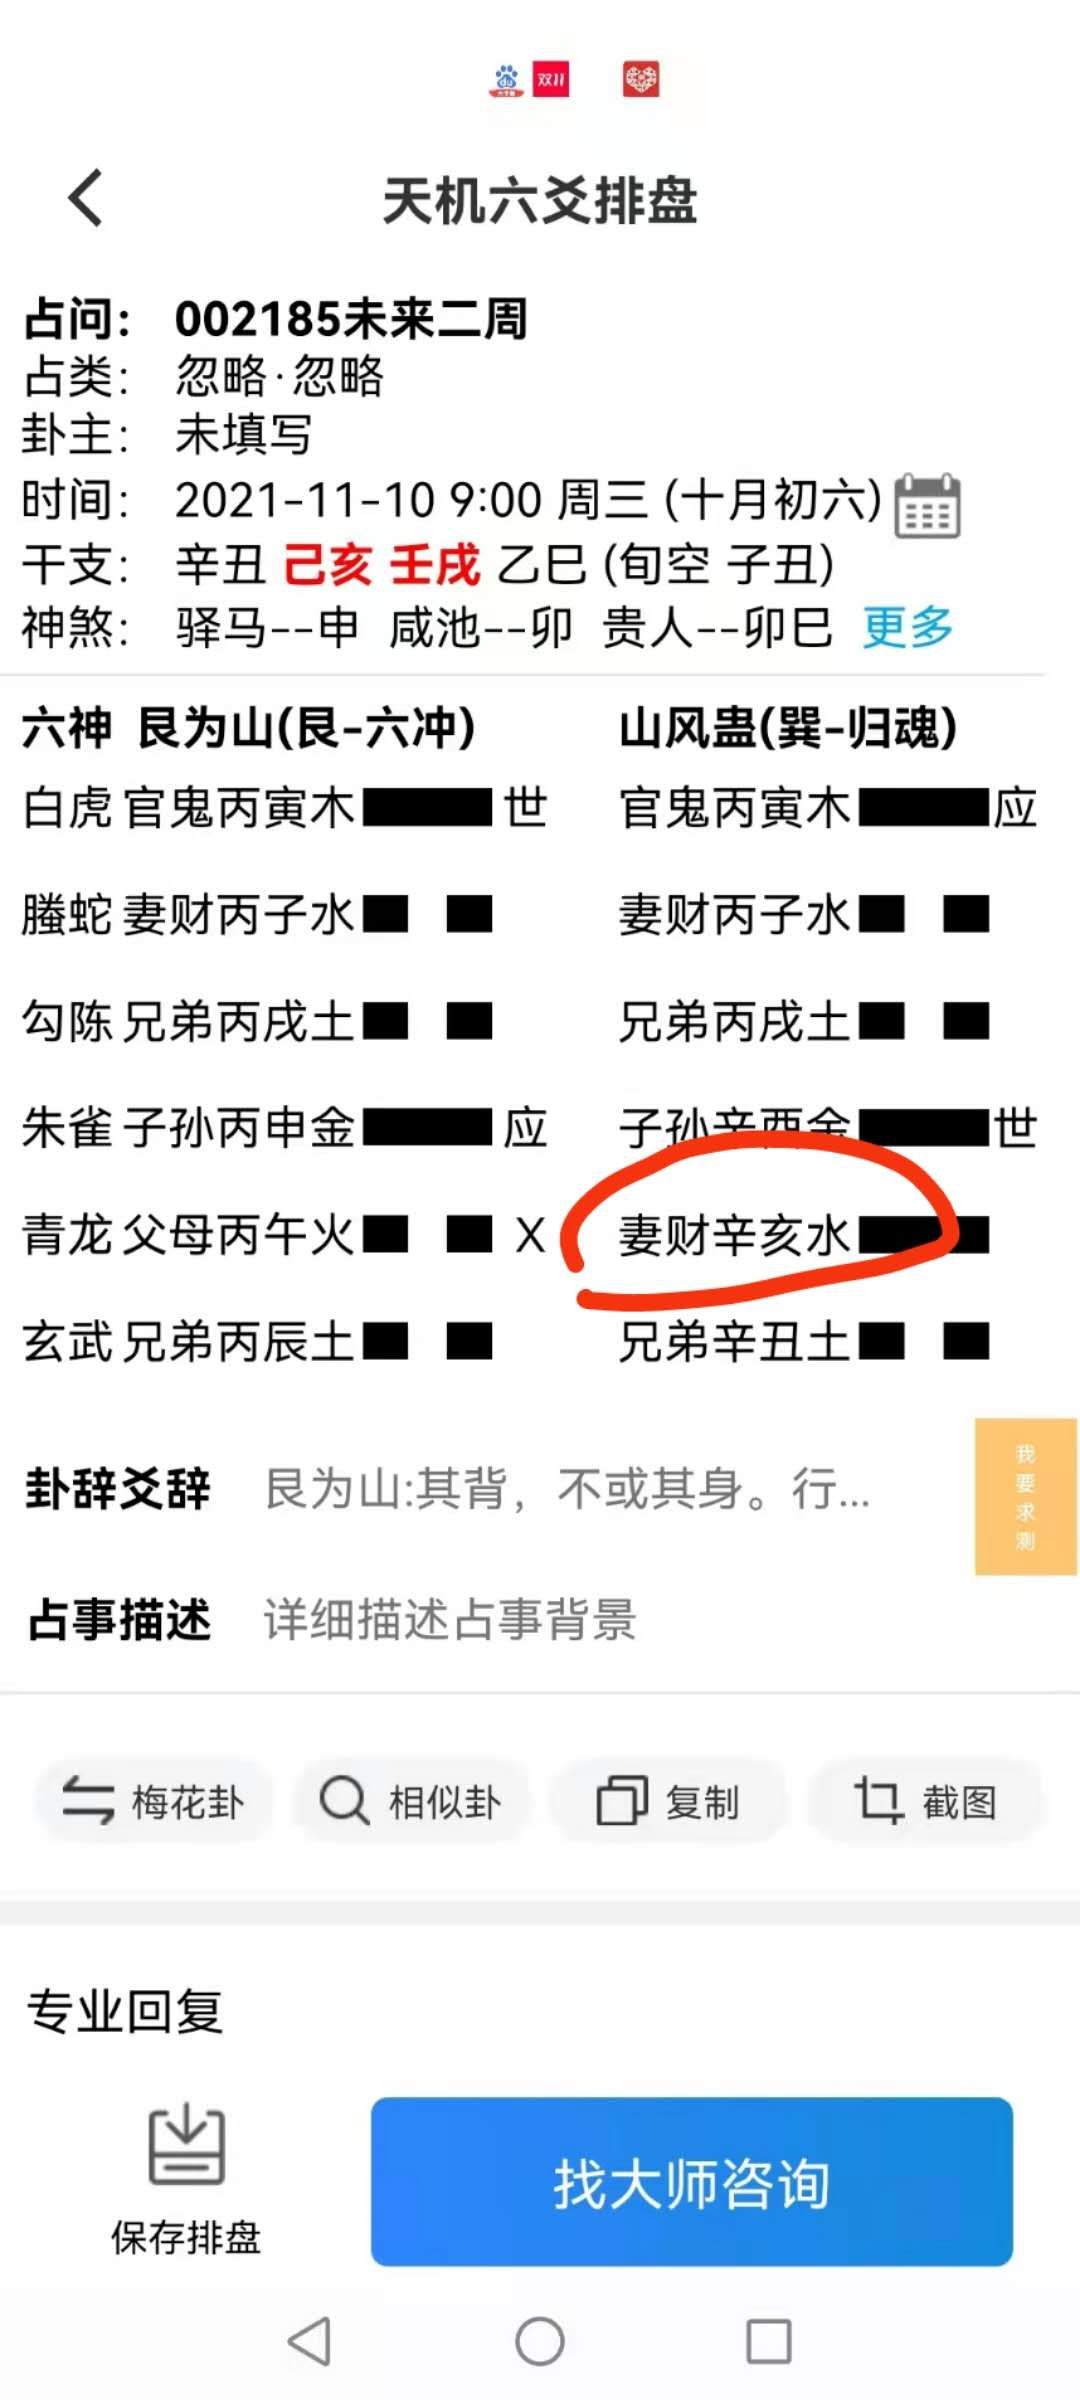 双11
天机六爻排盘
占问： 002185未来二周
占类： 忽略·忽略
卦主： 未填写
时间： 2021-11-10 9:00 周三 (十月初六)
干支： 辛丑 己亥 壬戌 乙巳 (旬空 子丑)
神煞： 驿马--申 咸池--卯 贵人--卯巳 更多
六神 艮为山(艮-六冲) 山风蛊(巽-归魂)
白虎 官鬼丙寅木 世 官鬼丙寅木 应
螣蛇 妻财丙子水 妻财丙子水
勾陈 兄弟丙戌土 兄弟丙戌土
朱雀 子孙丙申金 应 子孙辛酉金 世
青龙 父母丙午火 X 妻财辛亥水
玄武 兄弟丙辰土 兄弟辛丑土
卦辞爻辞 艮为山:其背，不或其身。行...
我要求测
占事描述 详细描述占事背景
梅花卦 相似卦 复制 截图
专业回复
保存排盘 找大师咨询